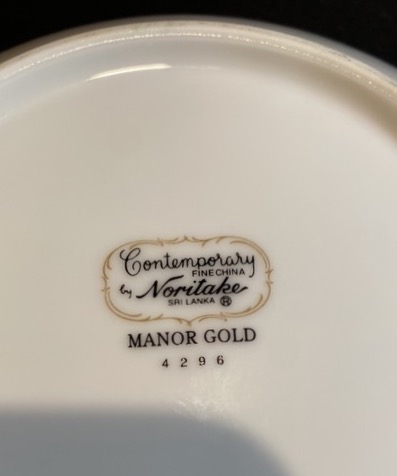 Contemporary
FINE CHINA
by Noritake
SRI LANKA ®
MANOR GOLD
4296